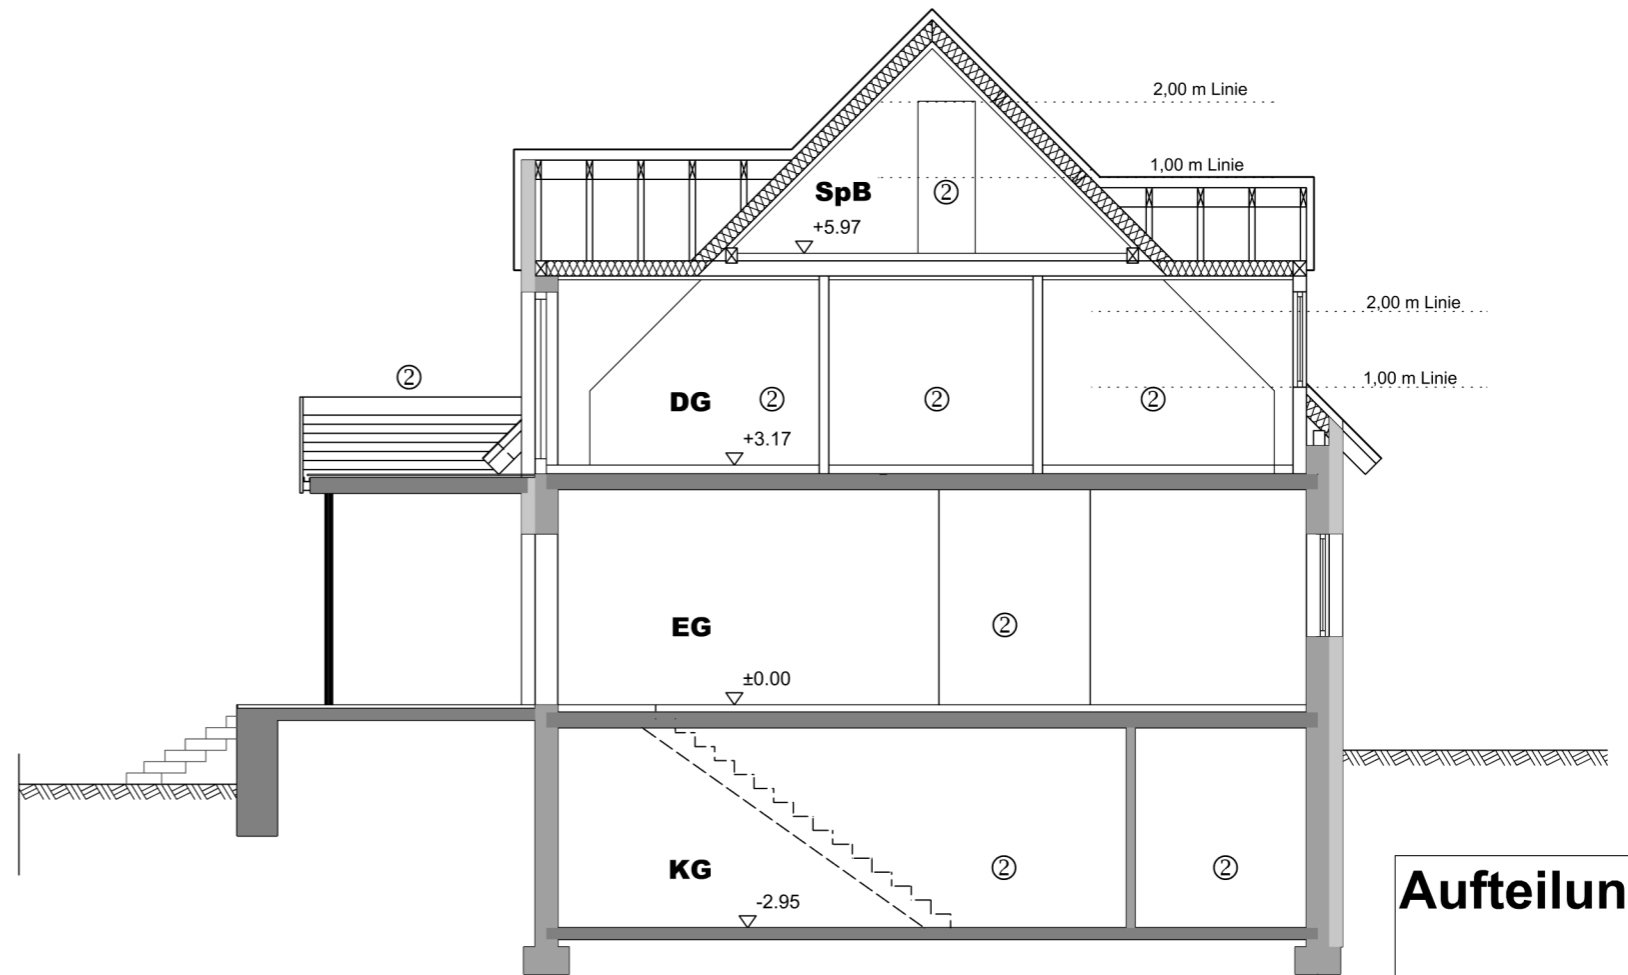 2,00 m Linie
1,00 m Linie
SpB
②
+5.97
2,00 m Linie
②
1,00 m Linie
DG ② ② ②
+3.17
EG ②
±0.00
KG ② ②
-2.95
Aufteilun